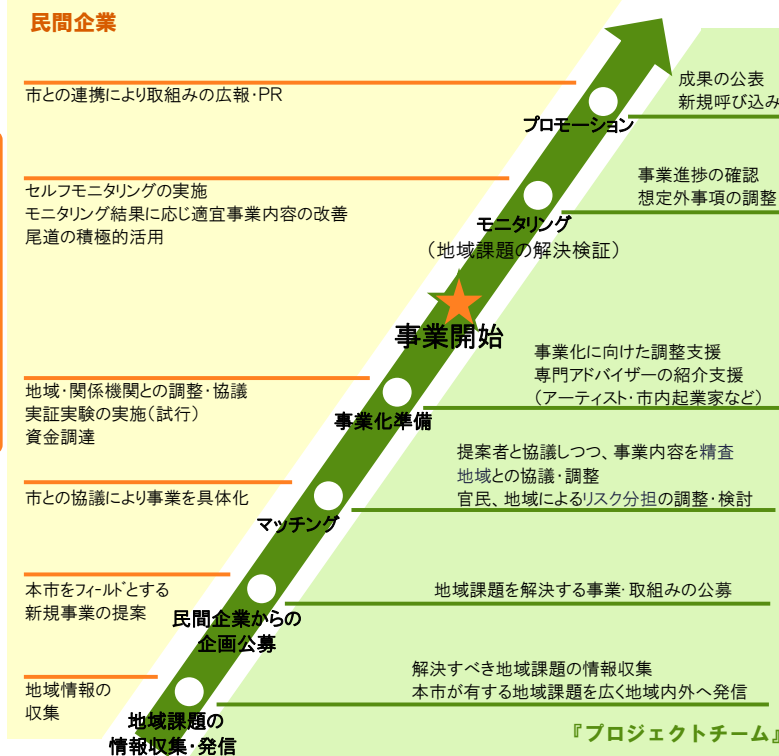 民間企業
市との連携により取組みの広報・PR
成果の公表
新規呼び込み
プロモーション
セルフモニタリングの実施
モニタリング結果に応じ適宜事業内容の改善
尾道の積極的活用
事業進捗の確認
想定外事項の調整
モニタリング
（地域課題の解決検証）
事業開始
地域・関係機関との調整・協議
実証実験の実施（試行）
資金調達
事業化に向けた調整支援
専門アドバイザーの紹介支援
（アーティスト・市内起業家など）
事業化準備
市との協議により事業を具体化
提案者と協議しつつ、事業内容を精査
地域との協議・調整
官民、地域によるリスク分担の調整・検討
マッチング
本市をフィールドとする
新規事業の提案
地域課題を解決する事業・取組みの公募
民間企業からの
企画公募
地域情報の
収集
解決すべき地域課題の情報収集
本市が有する地域課題を広く地域内外へ発信
地域課題の
情報収集・発信
『プロジェクトチーム』